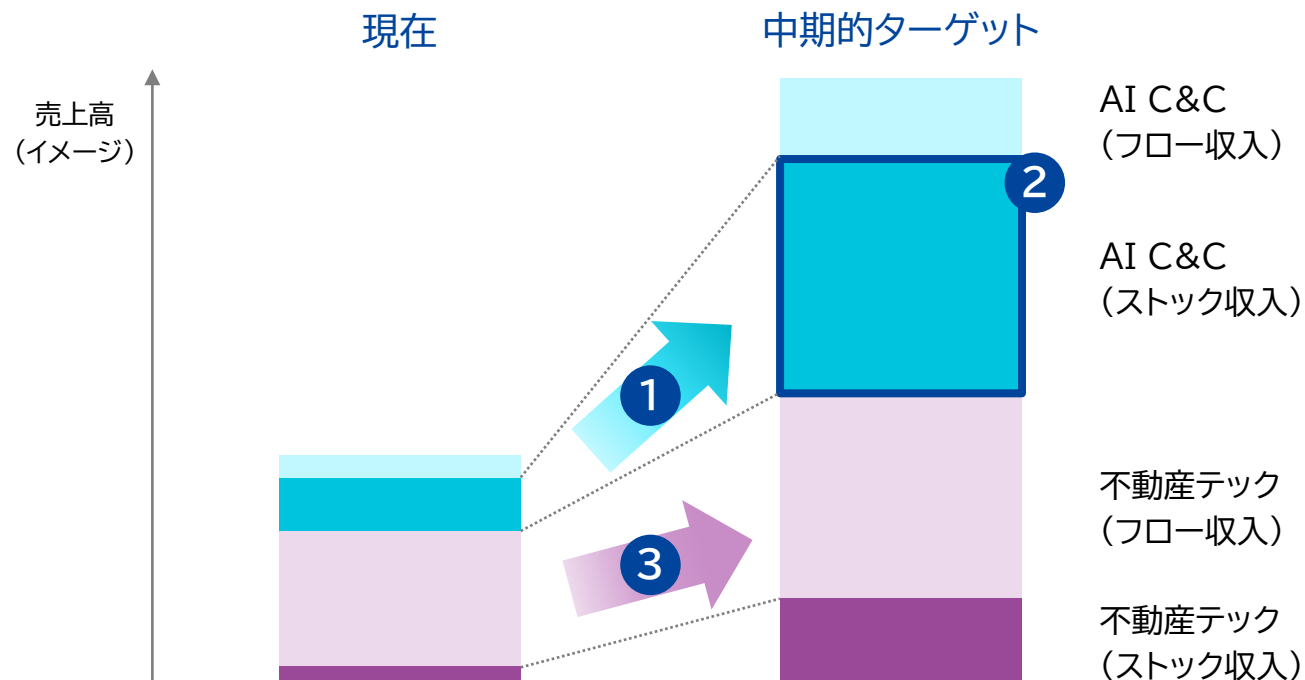 現在
中期的ターゲット
売上高
（イメージ）
AI C&C
（フロー収入）
2
AI C&C
（ストック収入）
1
不動産テック
（フロー収入）
3
不動産テック
（ストック収入）